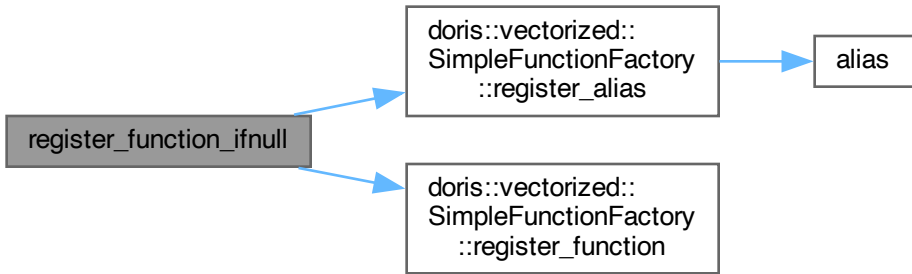 register_function_ifnull
doris::vectorized::
SimpleFunctionFactory
::register_alias
alias
doris::vectorized::
SimpleFunctionFactory
::register_function